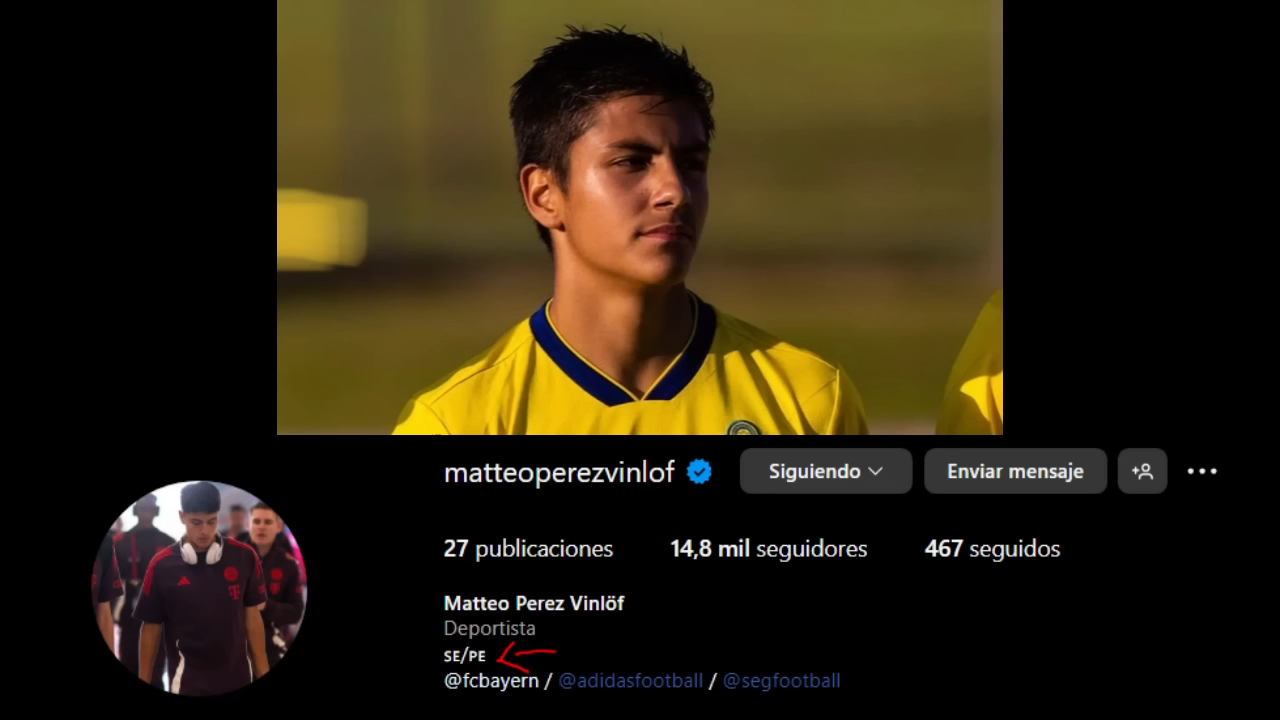 matteoperezvinlof Siguiendo Enviar mensaje
27 publicaciones 14,8 mil seguidores 467 seguidos
Matteo Perez Vinlöf
Deportista
SE/PE
@fcbayern / @adidasfootball / @segfootball